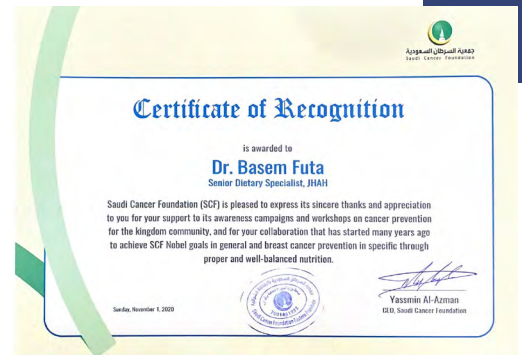 جمعية السرطان السعودية
Saudi Cancer Foundation
Certificate of Recognition
is awarded to
Dr. Basem Futa
Senior Dietary Specialist, JHAH
Saudi Cancer Foundation (SCF) is pleased to express its sincere thanks and appreciation
to you for your support to its awareness campaigns and workshops on cancer prevention
for the kingdom community, and for your collaboration that has started many years ago
to achieve SCF Nobel goals in general and breast cancer prevention in specific through
proper and well-balanced nutrition.
Sunday, November 1, 2020
Yassmin Al-Azman
CEO, Saudi Cancer Foundation